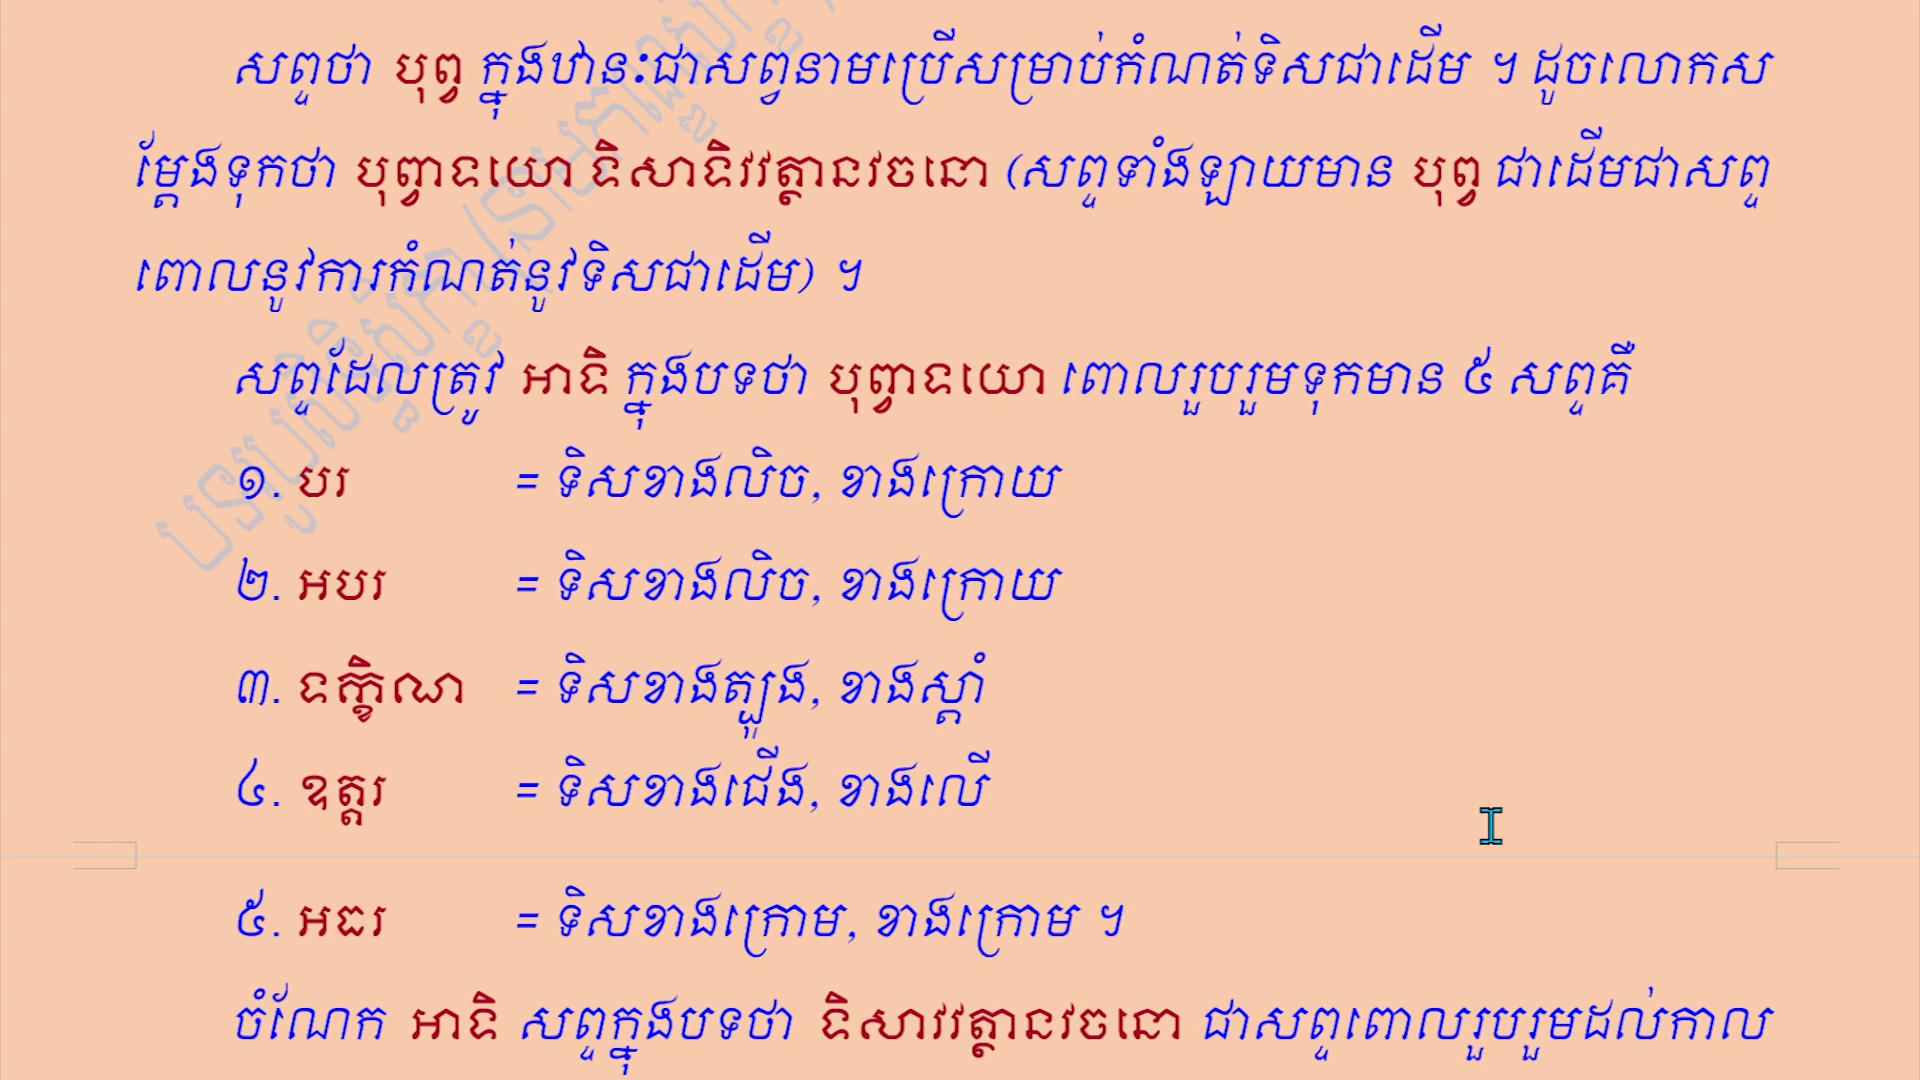 សព្ទថា បុព្វ ក្នុងឋានៈជាសព្វនាមប្រើសម្រាប់កំណត់ទិសជាដើម ។ ដូចលោកស
ម្តែងទុកថា បុព្វាទយោ ទិសាទិវវត្ថានវចនោ (សព្ទទាំងឡាយមាន បុព្វ ជាដើមជាសព្ទ
ពោលនូវការកំណត់នូវទិសជាដើម) ។
សព្ទដែលត្រូវ អាទិ ក្នុងបទថា បុព្វាទយោ ពោលរួបរួមទុកមាន ៥ សព្ទគឺ
១. បរ = ទិសខាងលិច, ខាងក្រោយ
២. អបរ = ទិសខាងលិច, ខាងក្រោយ
៣. ទក្ខិណ = ទិសខាងត្បូង, ខាងស្តាំ
៤. ឧត្តរ = ទិសខាងជើង, ខាងលើ
៥. អធរ = ទិសខាងក្រោម, ខាងក្រោម ។
ចំណែក អាទិ សព្ទក្នុងបទថា ទិសាវវត្ថានវចនោ ជាសព្ទពោលរួបរួមដល់កាល